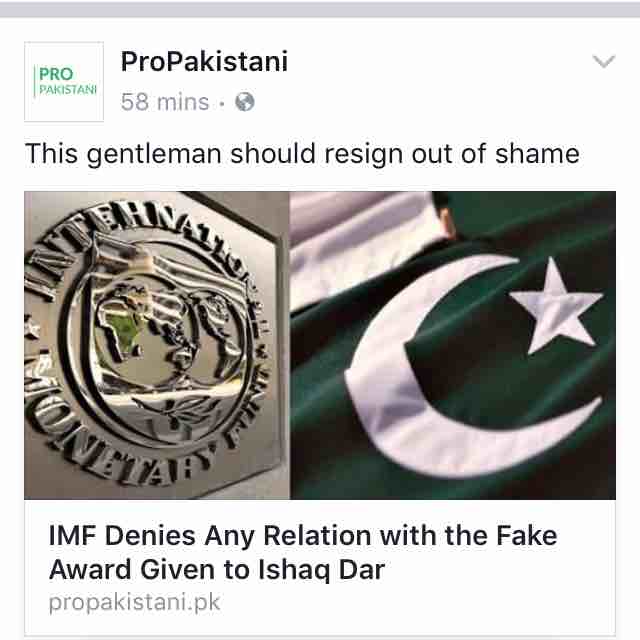 PRO
PAKISTANI
ProPakistani
58 mins ·
This gentleman should resign out of shame
INTERNATIONAL
MONETARY FUND
IMF Denies Any Relation with the Fake
Award Given to Ishaq Dar
propakistani.pk